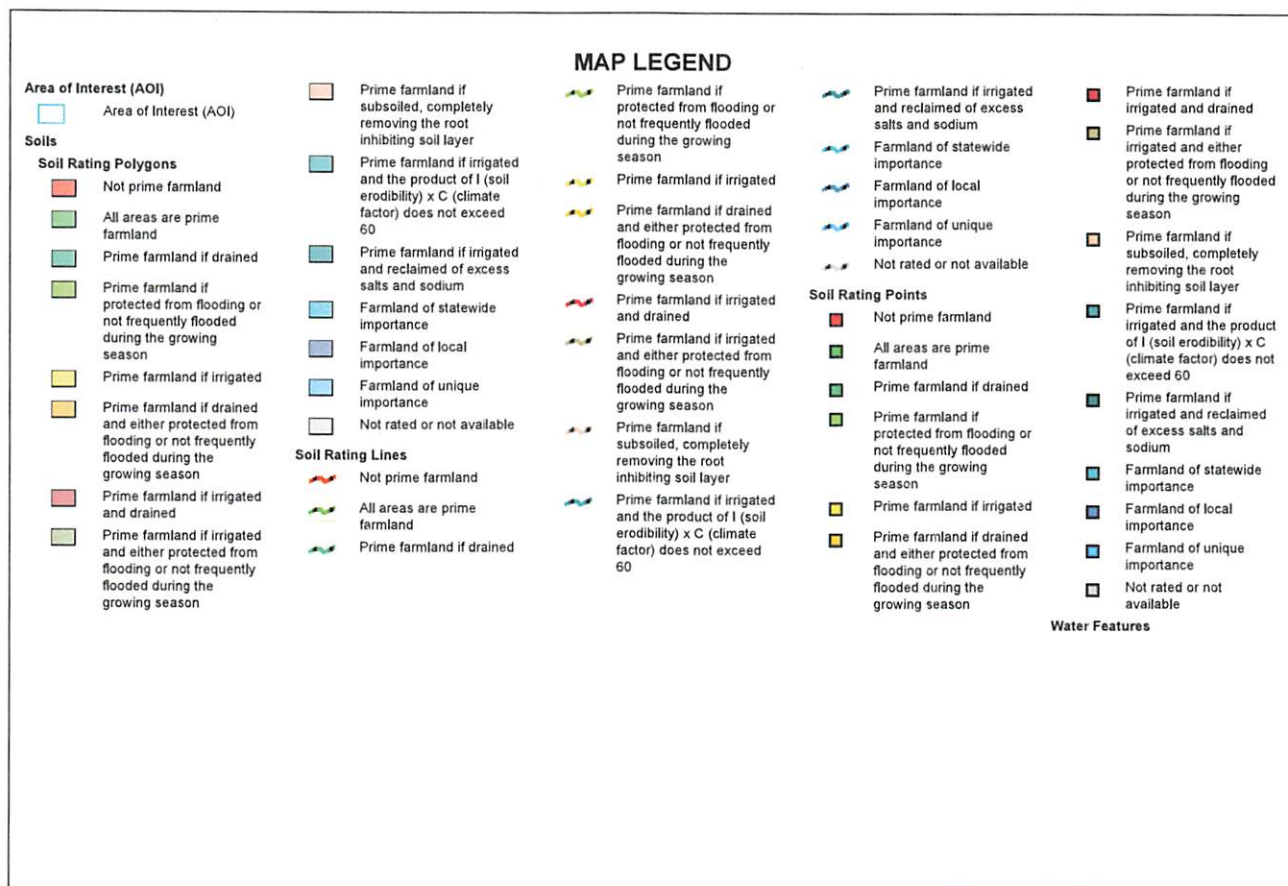 MAP LEGEND
Area of Interest (AOI)
Area of Interest (AOI)
Soils
Soil Rating Polygons
Not prime farmland
All areas are prime
farmland
Prime farmland if drained
Prime farmland if
protected from flooding or
not frequently flooded
during the growing
season
Prime farmland if irrigated
Prime farmland if drained
and either protected from
flooding or not frequently
flooded during the
growing season
Prime farmland if irrigated
and drained
Prime farmland if irrigated
and either protected from
flooding or not frequently
flooded during the
growing season
Prime farmland if
subsoiled, completely
removing the root
inhibiting soil layer
Prime farmland if irrigated
and the product of I (soil
erodibility) x C (climate
factor) does not exceed
60
Prime farmland if irrigated
and reclaimed of excess
salts and sodium
Farmland of statewide
importance
Farmland of local
importance
Farmland of unique
importance
Not rated or not available
Soil Rating Lines
Not prime farmland
All areas are prime
farmland
Prime farmland if drained
Prime farmland if
protected from flooding or
not frequently flooded
during the growing
season
Prime farmland if irrigated
Prime farmland if drained
and either protected from
flooding or not frequently
flooded during the
growing season
Prime farmland if irrigated
and drained
Prime farmland if irrigated
and either protected from
flooding or not frequently
flooded during the
growing season
Prime farmland if
subsoiled, completely
removing the root
inhibiting soil layer
Prime farmland if irrigated
and the product of I (soil
erodibility) x C (climate
factor) does not exceed
60
Prime farmland if irrigated
and reclaimed of excess
salts and sodium
Farmland of statewide
importance
Farmland of local
importance
Farmland of unique
importance
Not rated or not available
Soil Rating Points
Not prime farmland
All areas are prime
farmland
Prime farmland if drained
Prime farmland if
protected from flooding or
not frequently flooded
during the growing
season
Prime farmland if irrigated
Prime farmland if drained
and either protected from
flooding or not frequently
flooded during the
growing season
Prime farmland if
irrigated and drained
Prime farmland if
irrigated and either
protected from flooding
or not frequently flooded
during the growing
season
Prime farmland if
subsoiled, completely
removing the root
inhibiting soil layer
Prime farmland if
irrigated and the product
of I (soil erodibility) x C
(climate factor) does not
exceed 60
Prime farmland if
irrigated and reclaimed
of excess salts and
sodium
Farmland of statewide
importance
Farmland of local
importance
Farmland of unique
importance
Not rated or not
available
Water Features